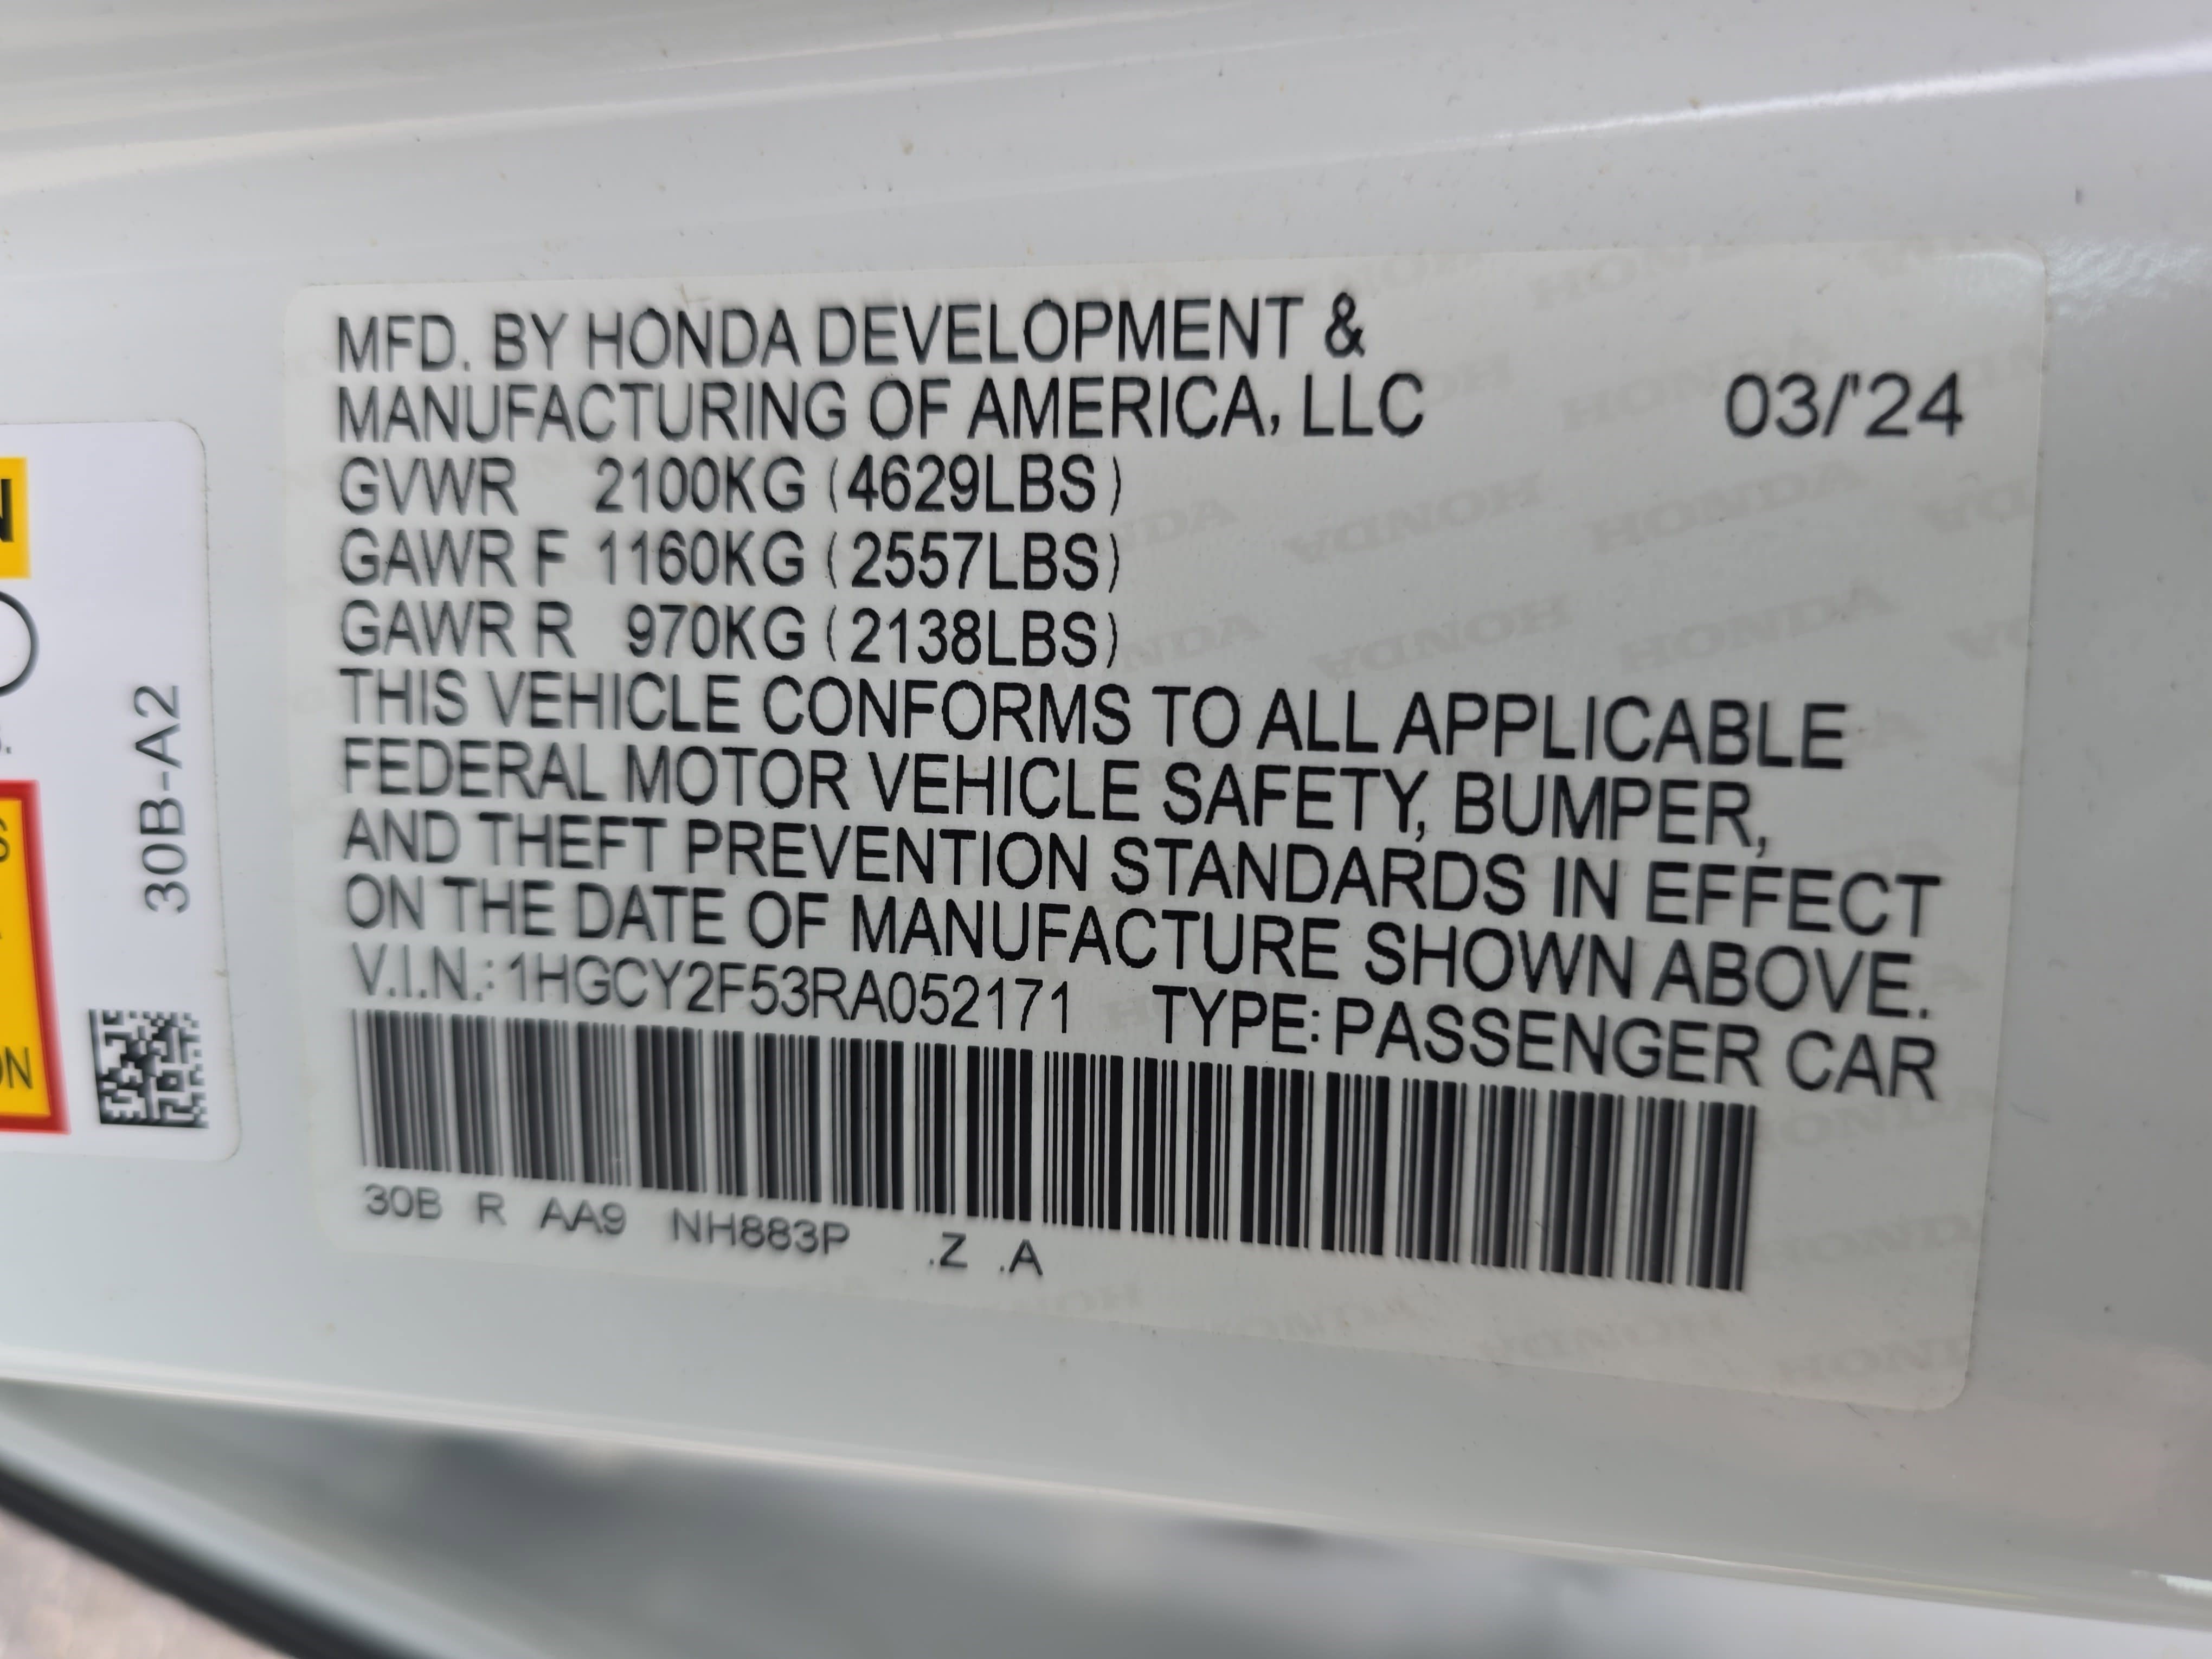 MFD. BY HONDA DEVELOPMENT &
MANUFACTURING OF AMERICA, LLC 03/'24
GVWR 2100KG (4629LBS)
GAWR F 1160KG (2557LBS)
GAWR R 970KG (2138LBS)
THIS VEHICLE CONFORMS TO ALL APPLICABLE
FEDERAL MOTOR VEHICLE SAFETY, BUMPER,
AND THEFT PREVENTION STANDARDS IN EFFECT
ON THE DATE OF MANUFACTURE SHOWN ABOVE.
V.I.N.: 1HGCY2F53RA052171 TYPE: PASSENGER CAR
30B R AA9 NH883P .Z .A
30B-A2